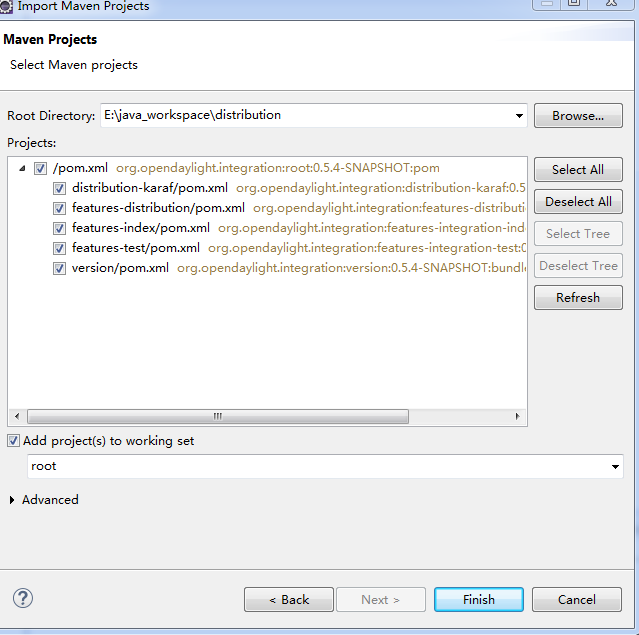 Import Maven Projects
Maven Projects
Select Maven projects
Root Directory: E:\java_workspace\distribution Browse...
Projects:
/pom.xml org.opendaylight.integration:root:0.5.4-SNAPSHOT:pom Select All
distribution-karaf/pom.xml org.opendaylight.integration:distribution-karaf:0.5
features-distribution/pom.xml org.opendaylight.integration:features-distributi Deselect All
features-index/pom.xml org.opendaylight.integration:features-integration-ind Select Tree
features-test/pom.xml org.opendaylight.integration:features-integration-test:0 Deselect Tree
version/pom.xml org.opendaylight.integration:version:0.5.4-SNAPSHOT:bundle
Refresh
Add project(s) to working set
root
Advanced
? < Back Next > Finish Cancel